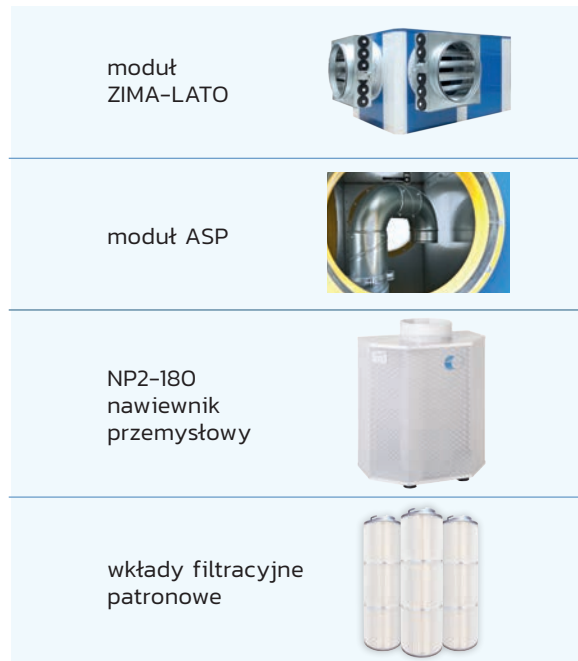 moduł
ZIMA-LATO
moduł ASP
NP2-180
nawiewnik
przemysłowy
wkłady filtracyjne
patronowe